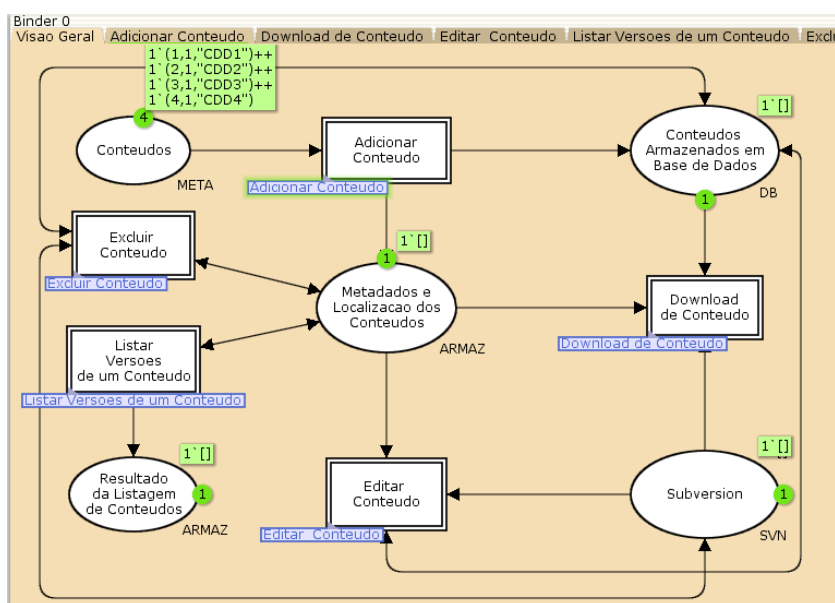 Binder 0
Visao Geral
Adicionar Conteudo
Download de Conteudo
Editar Conteudo
Listar Versoes de um Conteudo
1`(1,1,"CDD1")++
1`(2,1,"CDD2")++
1`(3,1,"CDD3")++
1`(4,1,"CDD4")
4
Conteudos
META
Adicionar
Conteudo
Adicionar Conteudo
1`[]
Conteudos
Armazenados em
Base de Dados
1
DB
Excluir
Conteudo
Excluir Conteudo
1`[]
1
Metadados e
Localizacao dos
Conteudos
ARMAZ
Download
de Conteudo
Download de Conteudo
Listar
Versoes
de um Conteudo
Listar Versoes de um Conteudo
1`[]
Resultado
da Listagem
de Conteudos
1
ARMAZ
Editar
Conteudo
Editar Conteudo
1`[]
Subversion
1
SVN